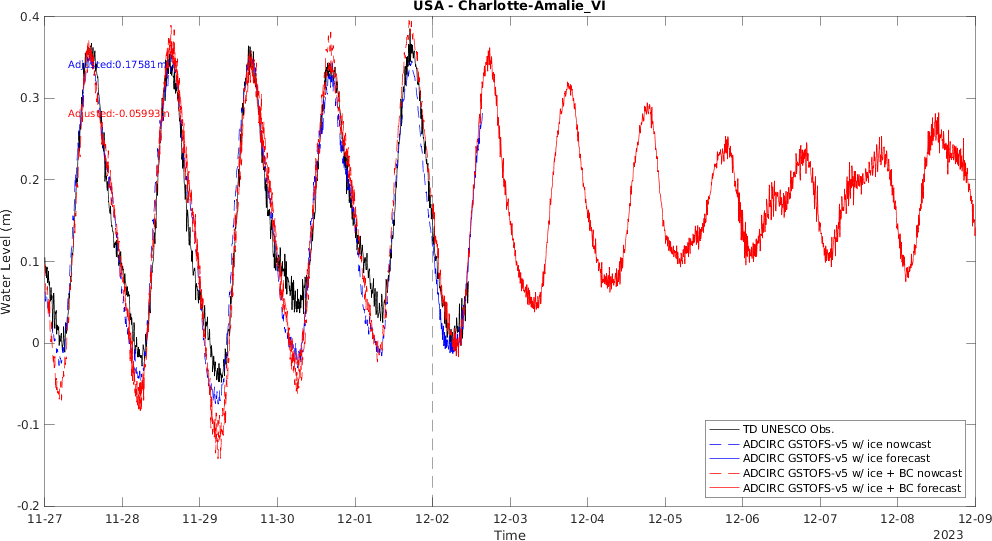 USA - Charlotte-Amalie_VI
0.4
0.3
0.2
0.1
0
-0.1
-0.2
Water Level (m)
Adjusted:0.17581m
Adjusted:-0.05993m
TD UNESCO Obs.
ADCIRC GSTOFS-v5 w/ ice nowcast
ADCIRC GSTOFS-v5 w/ ice forecast
ADCIRC GSTOFS-v5 w/ ice + BC nowcast
ADCIRC GSTOFS-v5 w/ ice + BC forecast
11-27 11-28 11-29 11-30 12-01 12-02 12-03 12-04 12-05 12-06 12-07 12-08 12-09
Time
2023